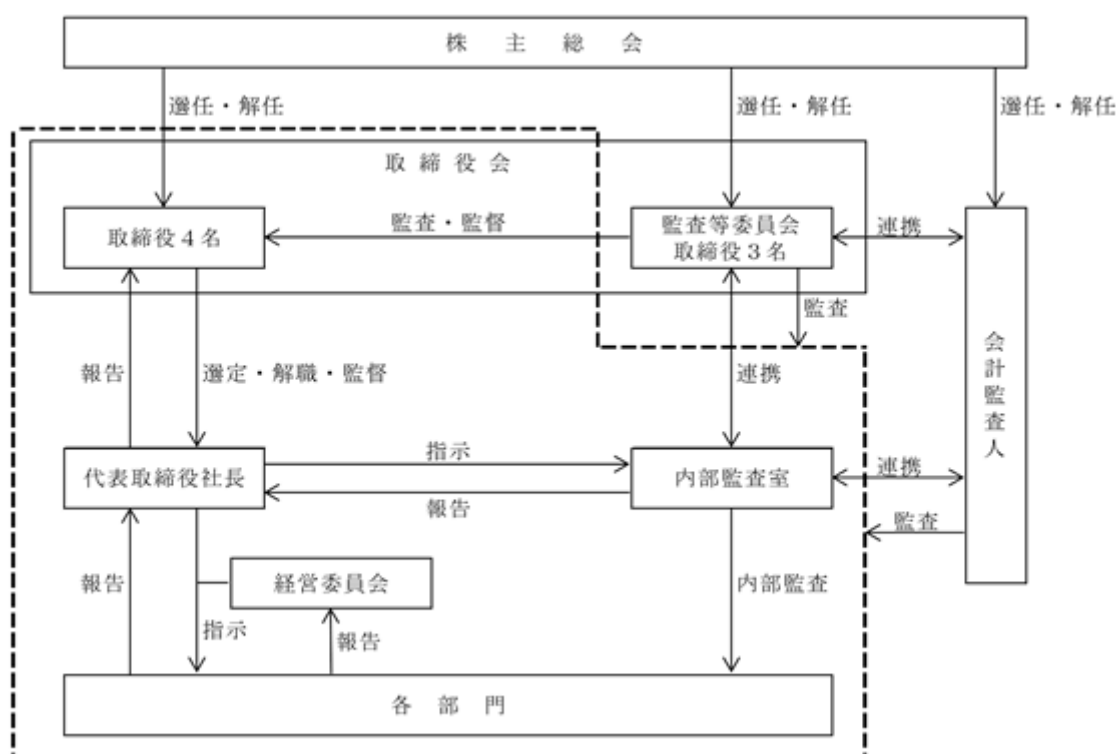 株主総会
選任・解任
選任・解任
選任・解任
取締役会
取締役４名
監査・監督
監査等委員会
取締役３名
連携
監査
報告
選定・解職・監督
連携
会計監査人
代表取締役社長
指示
報告
内部監査室
連携
監査
報告
経営委員会
指示
報告
内部監査
各部門